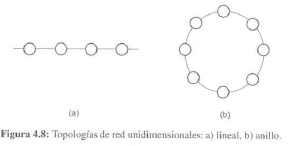 (a)
(b)
Figura 4.8: Topologías de red unidimensionales: a) lineal, b) anillo.